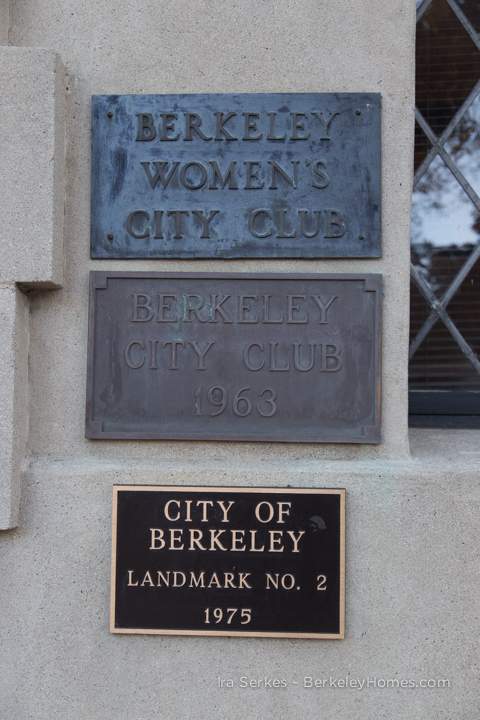 BERKELEY
WOMEN'S
CITY CLUB
BERKELEY
CITY CLUB
1963
CITY OF
BERKELEY
LANDMARK NO. 2
1975
Ira Serkes - BerkeleyHomes.com